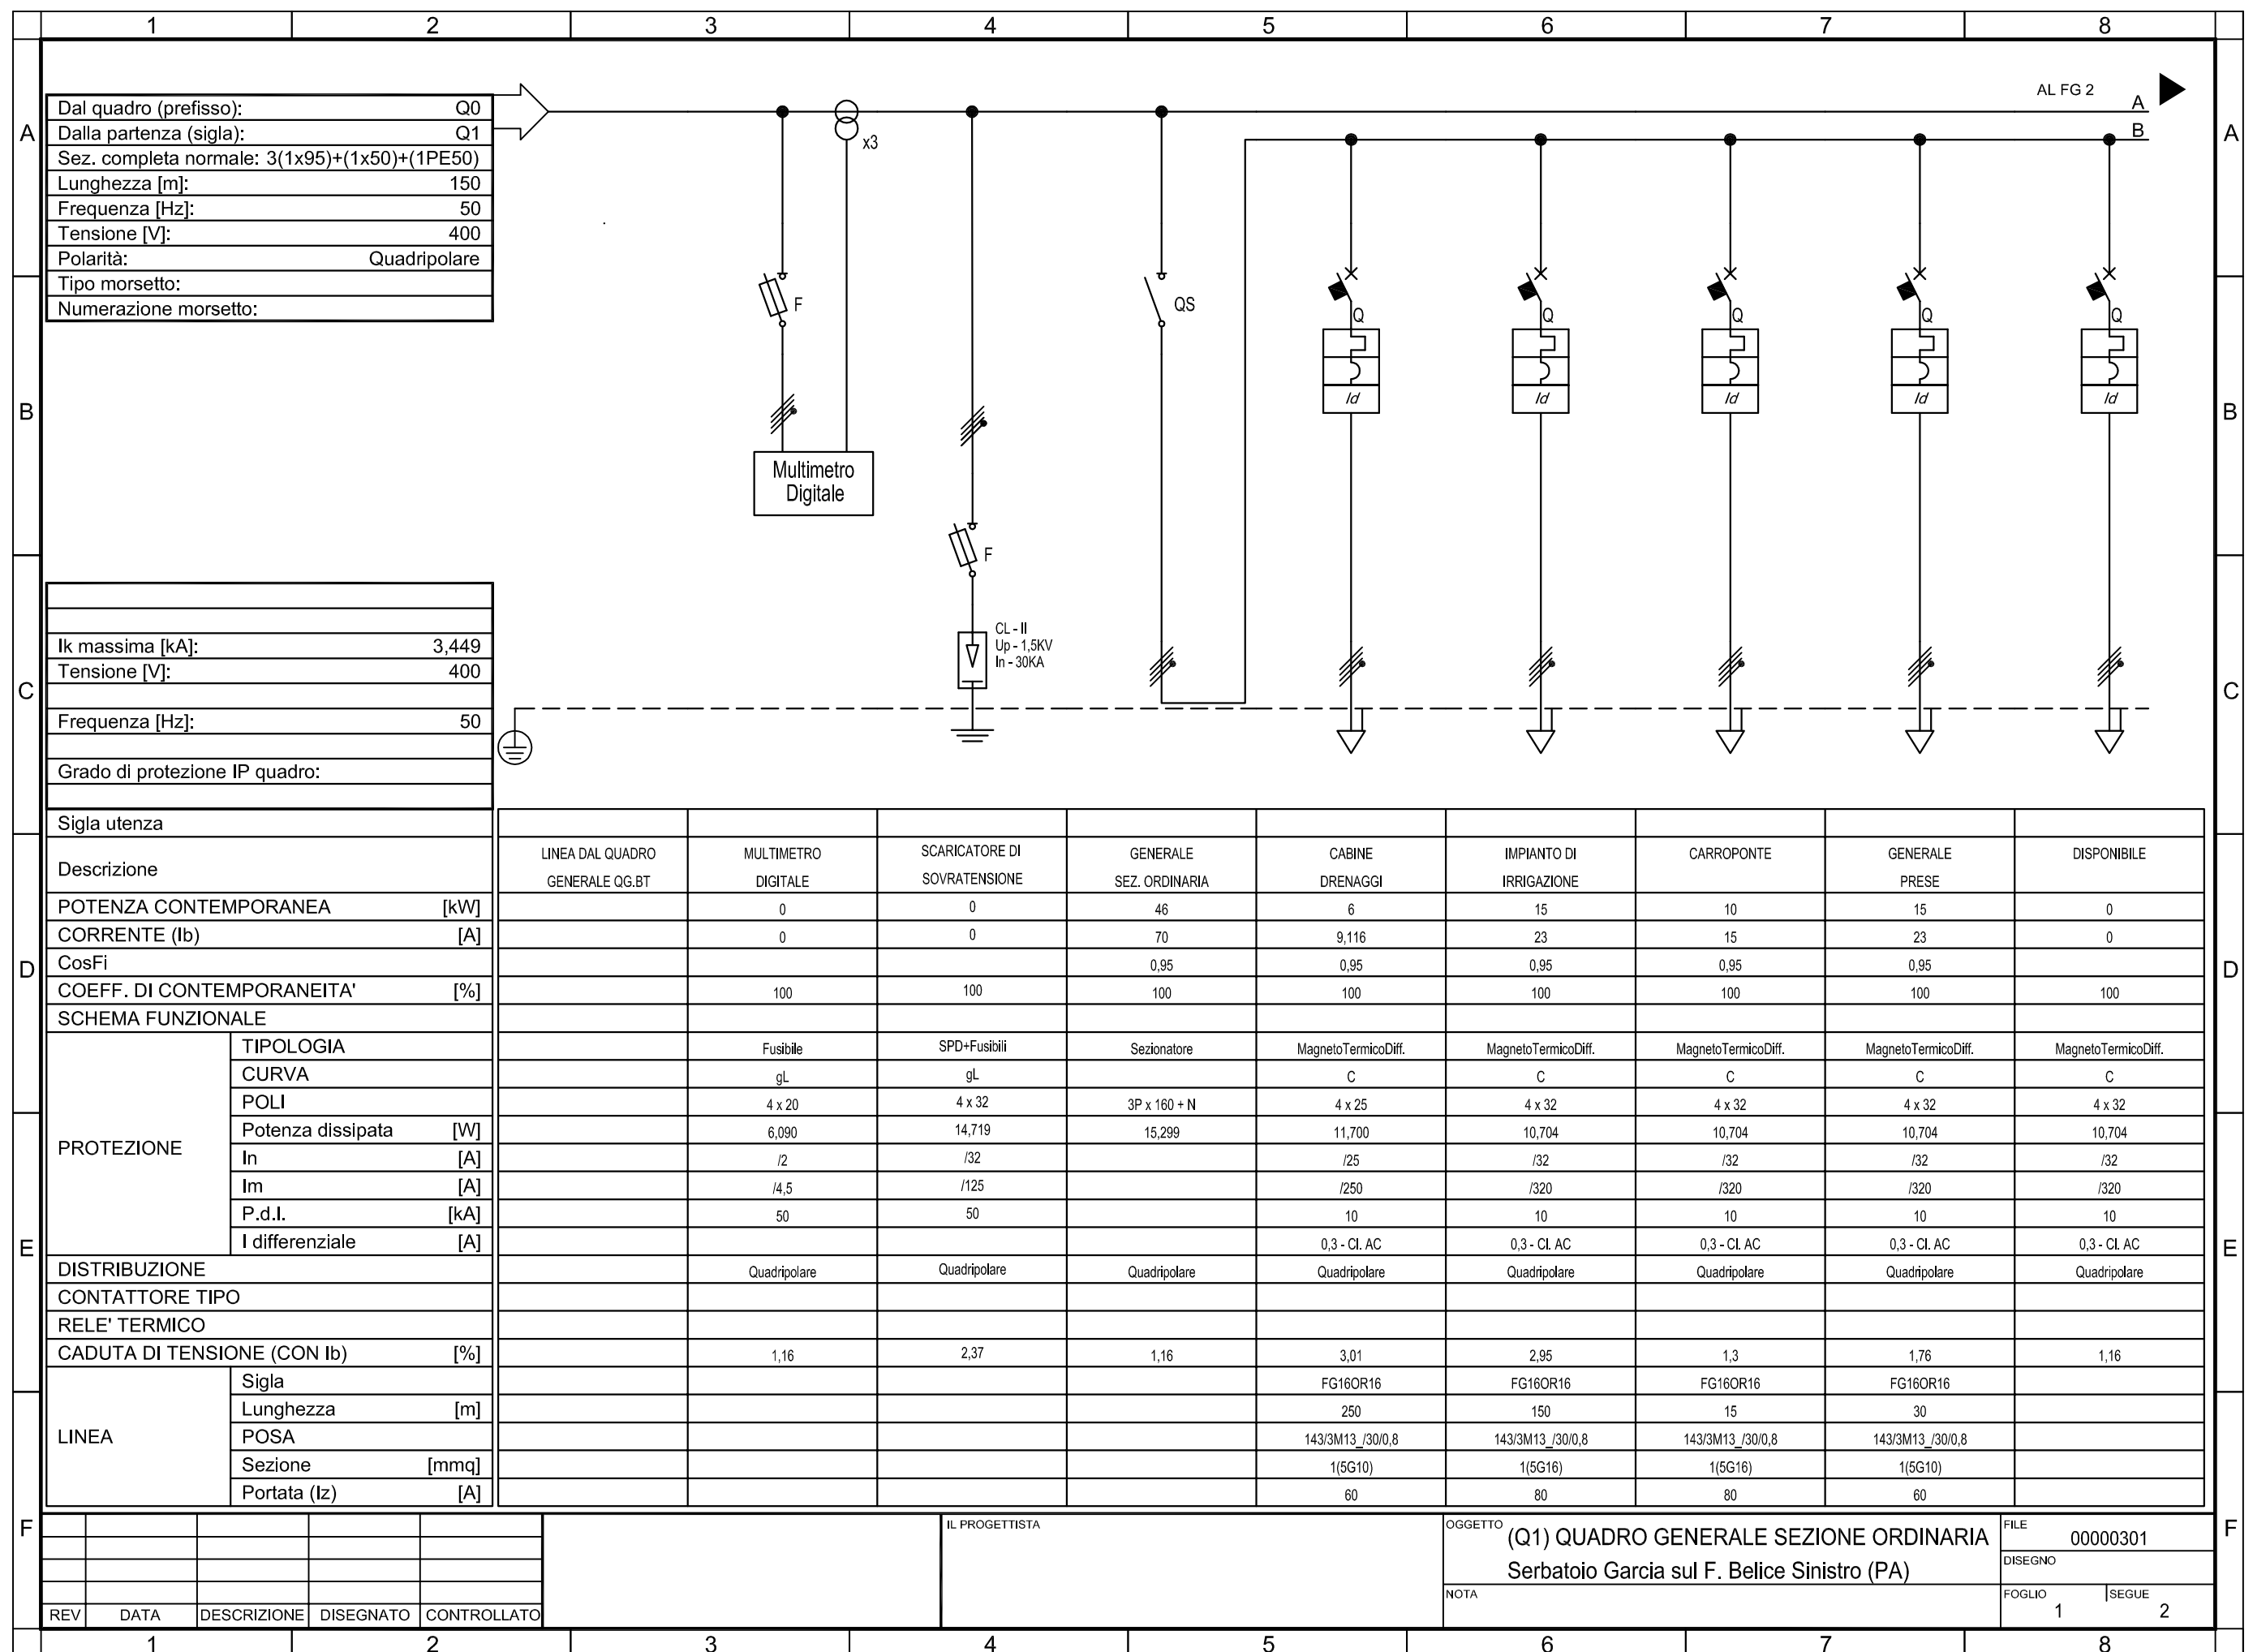 1 2 3 4 5 6 7 8
AL FG 2
A
B
Dal quadro (prefisso): Q0
Dalla partenza (sigla): Q1
Sez. completa normale: 3(1x95)+(1x50)+(1PE50)
Lunghezza [m]: 150
Frequenza [Hz]: 50
Tensione [V]: 400
Polarità: Quadripolare
Tipo morsetto:
Numerazione morsetto:
A A
x3
F
QS
Q Q Q Q Q
Id Id Id Id Id
B B
Multimetro
Digitale
F
CL - II
Up - 1,5KV
In - 30KA
Ik massima [kA]: 3,449
Tensione [V]: 400
Frequenza [Hz]: 50
Grado di protezione IP quadro:
C C
Sigla utenza
Descrizione
LINEA DAL QUADRO MULTIMETRO SCARICATORE DI GENERALE CABINE IMPIANTO DI CARROPONTE GENERALE DISPONIBILE
GENERALE QG.BT DIGITALE SOVRATENSIONE SEZ. ORDINARIA DRENAGGI IRRIGAZIONE PRESE
POTENZA CONTEMPORANEA [kW] 0 0 46 6 15 10 15 0
CORRENTE (Ib) [A] 0 0 70 9,116 23 15 23 0
CosFi 0,95 0,95 0,95 0,95 0,95
D D
COEFF. DI CONTEMPORANEITA' [%] 100 100 100 100 100 100 100 100
SCHEMA FUNZIONALE
PROTEZIONE
TIPOLOGIA Fusibile SPD+Fusibili Sezionatore MagnetoTermicoDiff. MagnetoTermicoDiff. MagnetoTermicoDiff. MagnetoTermicoDiff. MagnetoTermicoDiff.
CURVA gL gL C C C C C
POLI 4 x 20 4 x 32 3P x 160 + N 4 x 25 4 x 32 4 x 32 4 x 32 4 x 32
Potenza dissipata [W] 6,090 14,719 15,299 11,700 10,704 10,704 10,704 10,704
In [A] /2 /32 /25 /32 /32 /32 /32
Im [A] /4,5 /125 /250 /320 /320 /320 /320
P.d.I. [kA] 50 50 10 10 10 10 10
I differenziale [A] 0,3 - Cl. AC 0,3 - Cl. AC 0,3 - Cl. AC 0,3 - Cl. AC 0,3 - Cl. AC
E E
DISTRIBUZIONE Quadripolare Quadripolare Quadripolare Quadripolare Quadripolare Quadripolare Quadripolare Quadripolare
CONTATTORE TIPO
RELE' TERMICO
CADUTA DI TENSIONE (CON Ib) [%] 1,16 2,37 1,16 3,01 2,95 1,3 1,76 1,16
LINEA
Sigla FG16OR16 FG16OR16 FG16OR16 FG16OR16
Lunghezza [m] 250 150 15 30
POSA 143/3M13_/30/0,8 143/3M13_/30/0,8 143/3M13_/30/0,8 143/3M13_/30/0,8
Sezione [mmq] 1(5G10) 1(5G16) 1(5G16) 1(5G10)
Portata (Iz) [A] 60 80 80 60
F F
IL PROGETTISTA
OGGETTO (Q1) QUADRO GENERALE SEZIONE ORDINARIA
Serbatoio Garcia sul F. Belice Sinistro (PA)
NOTA
FILE 00000301
DISEGNO
FOGLIO 1 SEGUE 2
REV DATA DESCRIZIONE DISEGNATO CONTROLLATO
1 2 3 4 5 6 7 8